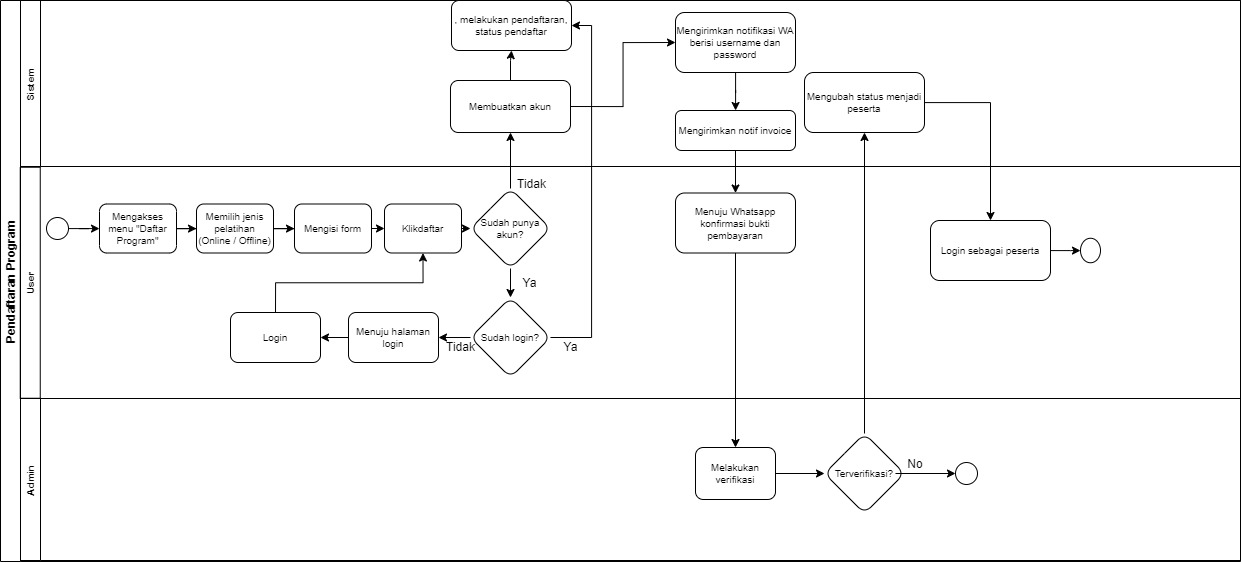 Pendaftaran Program
Sistem
, melakukan pendaftaran,
status pendaftar
Membuatkan akun
Mengirimkan notifikasi WA
berisi username dan
password
Mengirimkan notif invoice
Mengubah status menjadi
peserta
User
Mengakses
menu "Daftar
Program"
Memilih jenis
pelatihan
(Online / Offline)
Mengisi form
Klikdaftar
Sudah punya
akun?
Tidak
Ya
Sudah login?
Tidak
Ya
Menuju halaman
login
Login
Menuju Whatsapp
konfirmasi bukti
pembayaran
Login sebagai peserta
Admin
Melakukan
verifikasi
Terverifikasi?
No